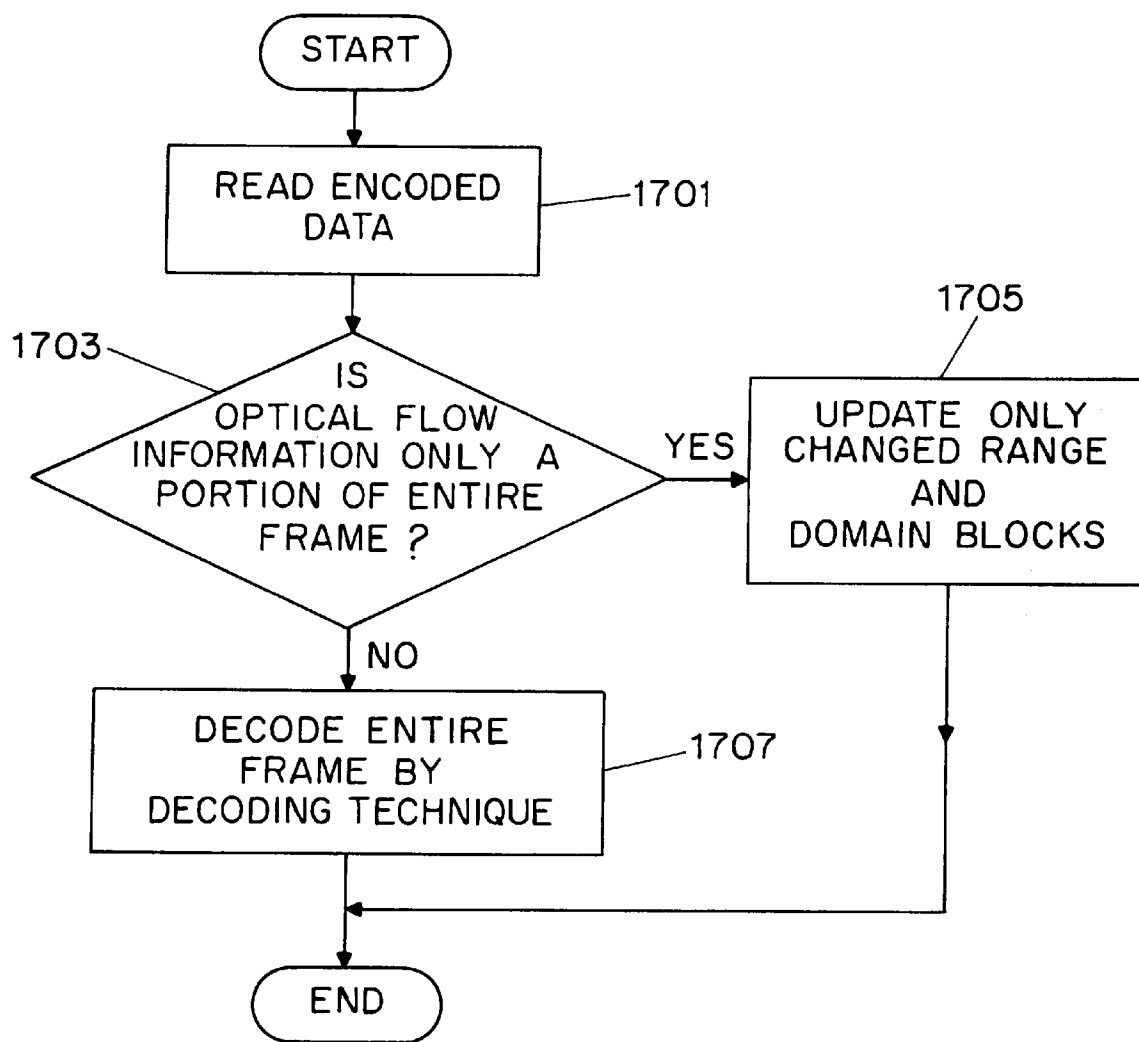 START
READ ENCODED
DATA
1701
1703
IS
OPTICAL FLOW
INFORMATION ONLY A
PORTION OF ENTIRE
FRAME ?
YES
1705
UPDATE ONLY
CHANGED RANGE
AND
DOMAIN BLOCKS
NO
DECODE ENTIRE
FRAME BY
DECODING TECHNIQUE
1707
END